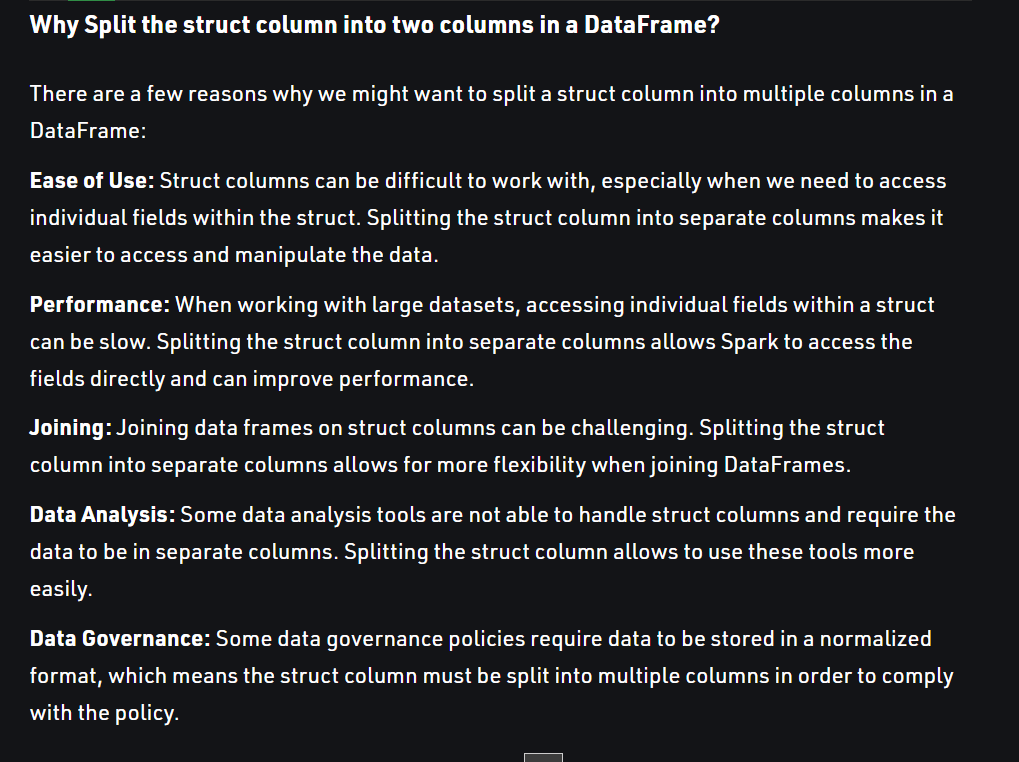 Why Split the struct column into two columns in a DataFrame?
There are a few reasons why we might want to split a struct column into multiple columns in a
DataFrame:
Ease of Use: Struct columns can be difficult to work with, especially when we need to access
individual fields within the struct. Splitting the struct column into separate columns makes it
easier to access and manipulate the data.
Performance: When working with large datasets, accessing individual fields within a struct
can be slow. Splitting the struct column into separate columns allows Spark to access the
fields directly and can improve performance.
Joining: Joining data frames on struct columns can be challenging. Splitting the struct
column into separate columns allows for more flexibility when joining DataFrames.
Data Analysis: Some data analysis tools are not able to handle struct columns and require the
data to be in separate columns. Splitting the struct column allows to use these tools more
easily.
Data Governance: Some data governance policies require data to be stored in a normalized
format, which means the struct column must be split into multiple columns in order to comply
with the policy.